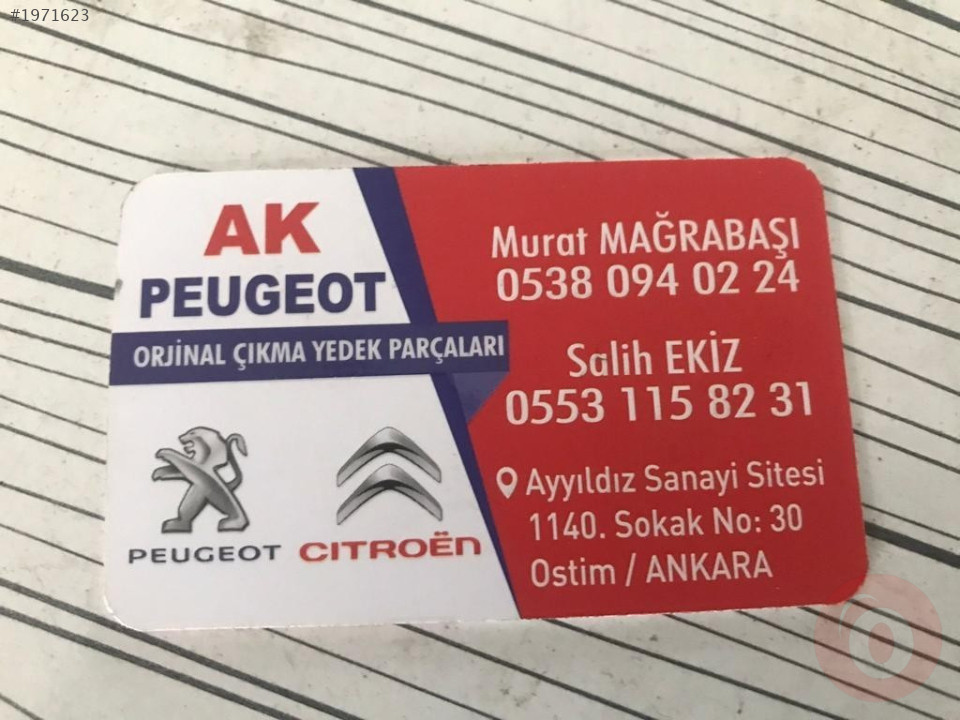 #1971623
AK
PEUGEOT
ORJİNAL ÇIKMA YEDEK PARÇALARI
PEUGEOT
CITROËN
Murat MAĞRABAŞI
0538 094 02 24
Salih EKİZ
0553 115 82 31
Ayyıldız Sanayi Sitesi
1140. Sokak No: 30
Ostim / ANKARA